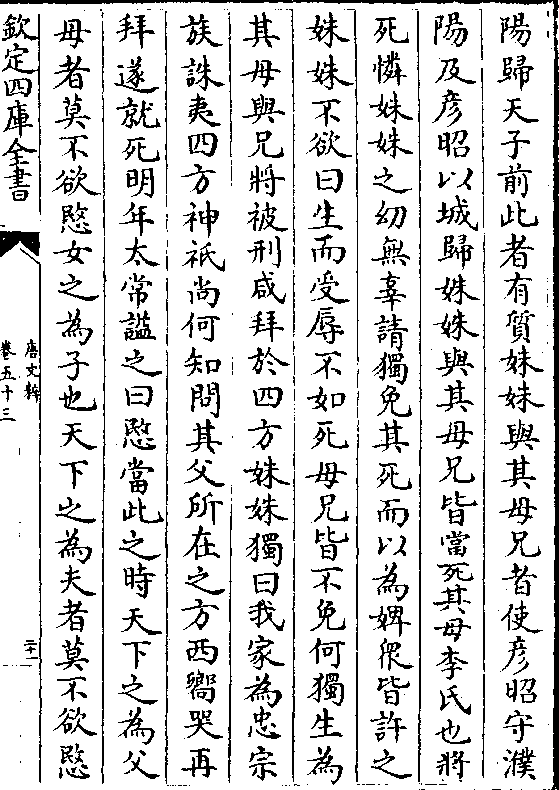 陽歸天子前此者有質妹妹與其母兄者使彦昭守濮
陽及彦昭以城歸妹妹與其母兄皆當死其母李氏也將
死憐妹妹之幼無辜請獨免其死而以為婢衆皆許之
妹妹不欲曰生而受辱不如死母兄皆不免何獨生為
其母與兄將被刑咸拜於四方妹妹獨曰我家為忠宗
族誅夷四方神祇尚何知問其父所在之方西嚮哭再
拜遂就死明年太常謚之曰愍當此之時天下之為父
母者莫不欲愍女之為子也天下之為夫者莫不欲愍
欽定四庫全書
唐文粹
卷五十三
二十一